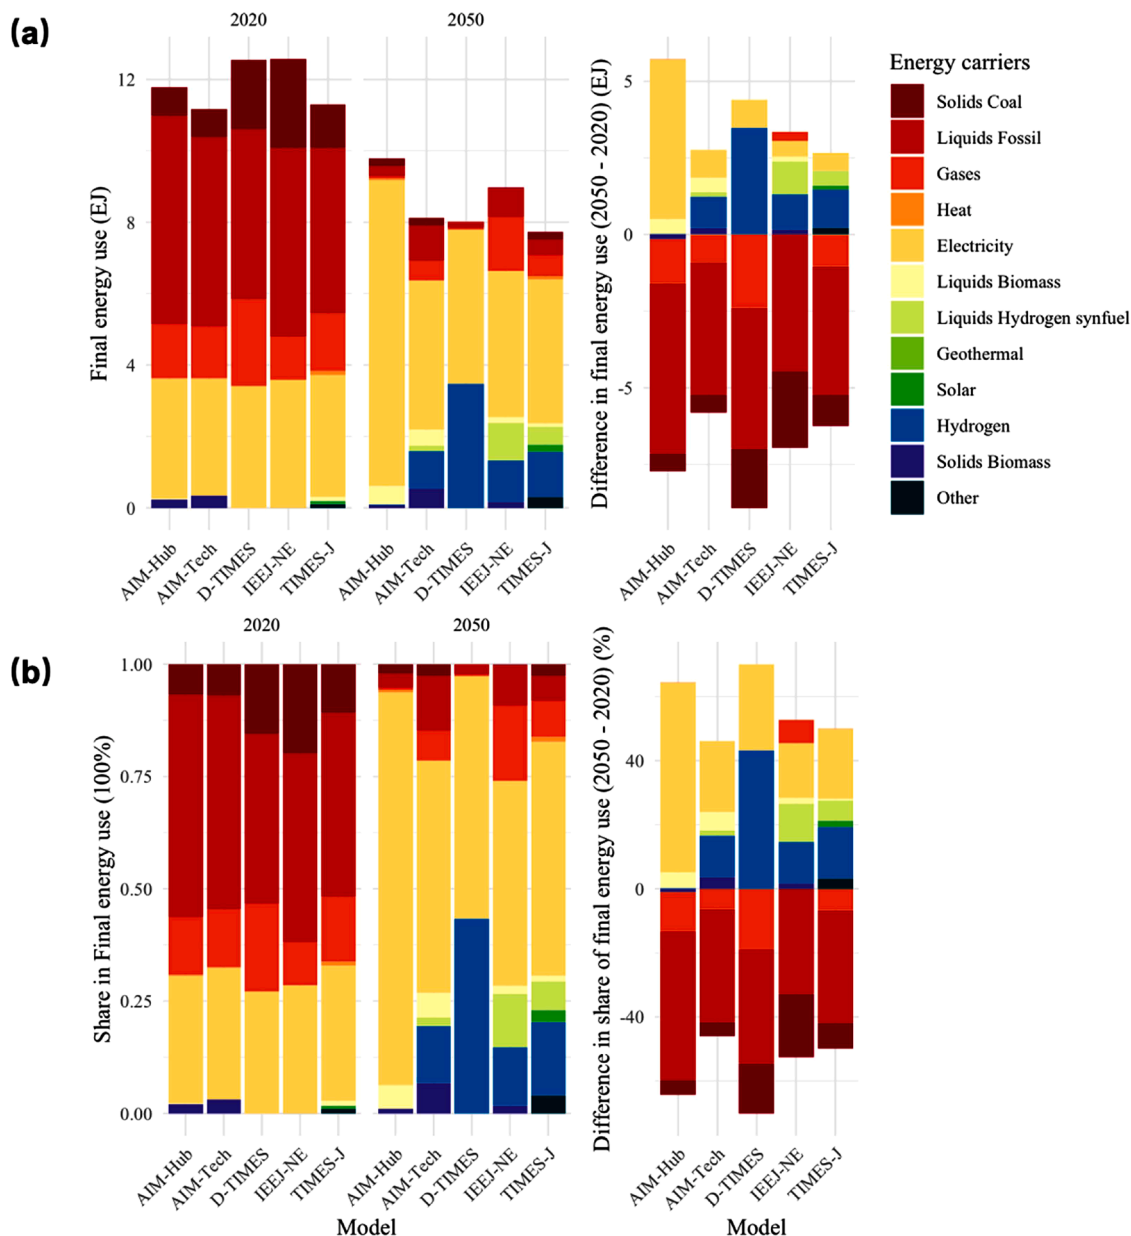 (a)
2020
2050
Final energy use (EJ)
12
8
4
0
AIM-Hub
AIM-Tech
D-TIMES
IEEJ-NE
TIMES-J
AIM-Hub
AIM-Tech
D-TIMES
IEEJ-NE
TIMES-J
Difference in final energy use (2050 - 2020) (EJ)
5
0
-5
AIM-Hub
AIM-Tech
D-TIMES
IEEJ-NE
TIMES-J
Energy carriers
Solids Coal
Liquids Fossil
Gases
Heat
Electricity
Liquids Biomass
Liquids Hydrogen synfuel
Geothermal
Solar
Hydrogen
Solids Biomass
Other
(b)
2020
2050
Share in Final energy use (100%)
1.00
0.75
0.50
0.25
0.00
AIM-Hub
AIM-Tech
D-TIMES
IEEJ-NE
TIMES-J
AIM-Hub
AIM-Tech
D-TIMES
IEEJ-NE
TIMES-J
Model
Difference in share of final energy use (2050 - 2020) (%)
40
0
-40
AIM-Hub
AIM-Tech
D-TIMES
IEEJ-NE
TIMES-J
Model